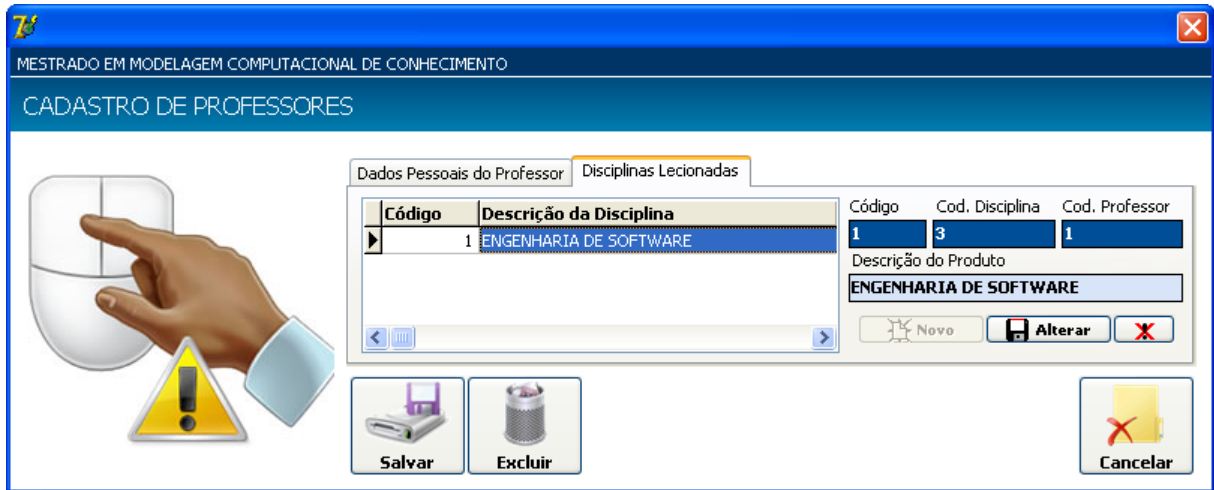 MESTRADO EM MODELAGEM COMPUTACIONAL DE CONHECIMENTO
CADASTRO DE PROFESSORES
Dados Pessoais do Professor Disciplinas Lecionadas
Código Descrição da Disciplina
1 ENGENHARIA DE SOFTWARE
Código Cod. Disciplina Cod. Professor
1 3 1
Descrição do Produto
ENGENHARIA DE SOFTWARE
Novo Alterar
Salvar Excluir Cancelar